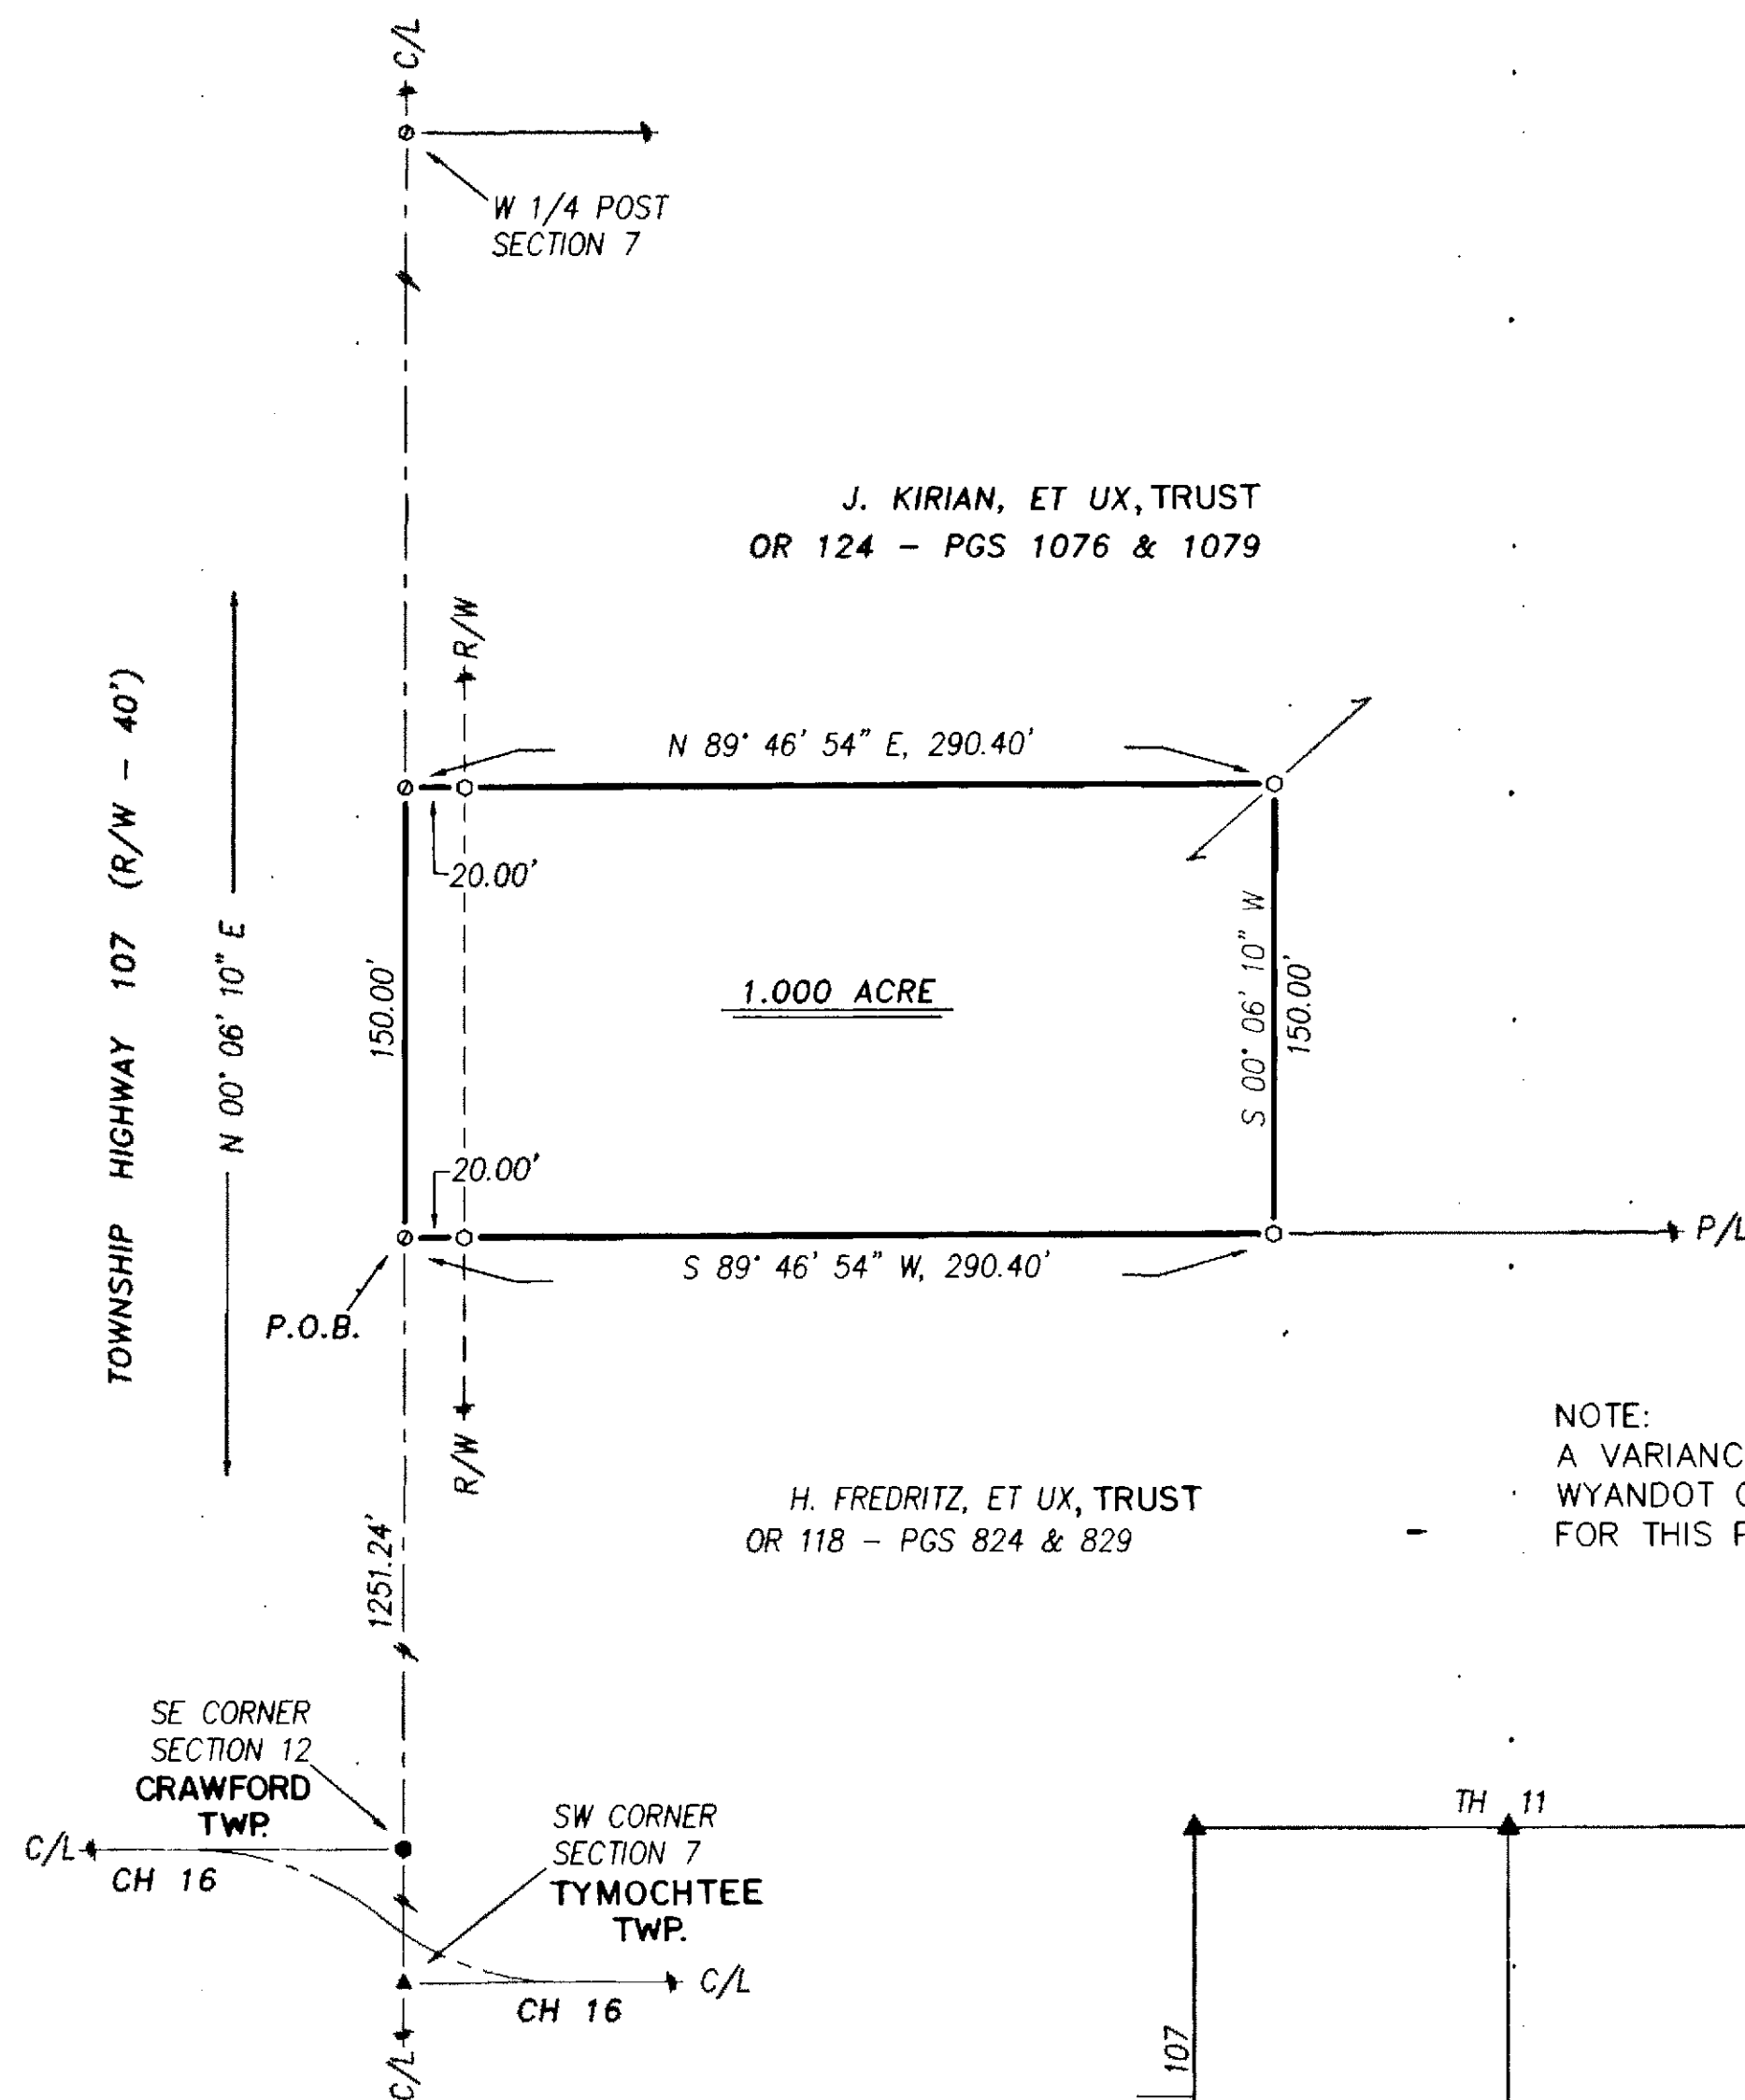 C/L
W 1/4 POST
SECTION 7
J. KIRIAN, ET UX, TRUST
OR 124 – PGS 1076 & 1079
R/W
TOWNSHIP HIGHWAY 107 (R/W – 40')
N 00° 06' 10" E
N 89° 46' 54" E, 290.40'
20.00'
150.00'
1.000 ACRE
S 00° 06' 10" W
150.00'
20.00'
S 89° 46' 54" W, 290.40'
P/L
P.O.B.
R/W
NOTE:
A VARIANC
WYANDOT
FOR THIS
H. FREDRITZ, ET UX, TRUST
OR 118 – PGS 824 & 829
1251.24'
SE CORNER
SECTION 12
CRAWFORD
TWP.
SW CORNER
SECTION 7
TYMOCHTEE
TWP.
C/L
CH 16
C/L
CH 16
C/L
TH 11
107